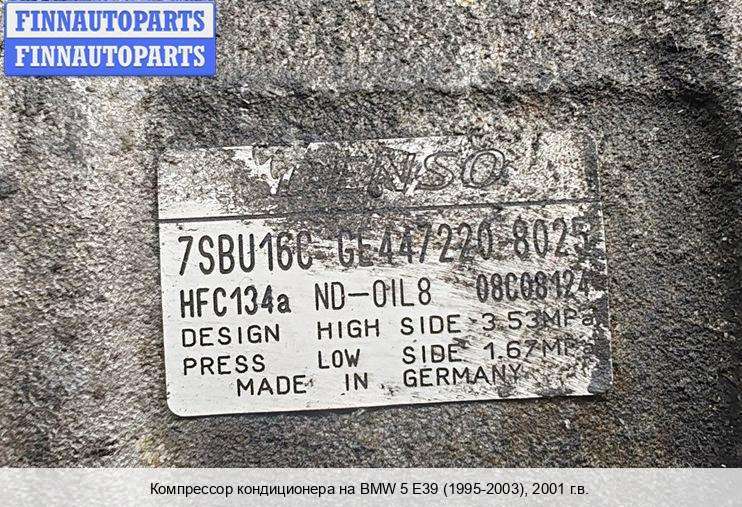 FINNAUTOPARTS
FINNAUTOPARTS
DENSO
7SBU16C GE447220-8025
HFC134a ND-OIL8 08C08124
DESIGN HIGH SIDE 3.53MPa
PRESS LOW SIDE 1.67MPa
MADE IN GERMANY
Компрессор кондиционера на BMW 5 E39 (1995-2003), 2001 г.в.